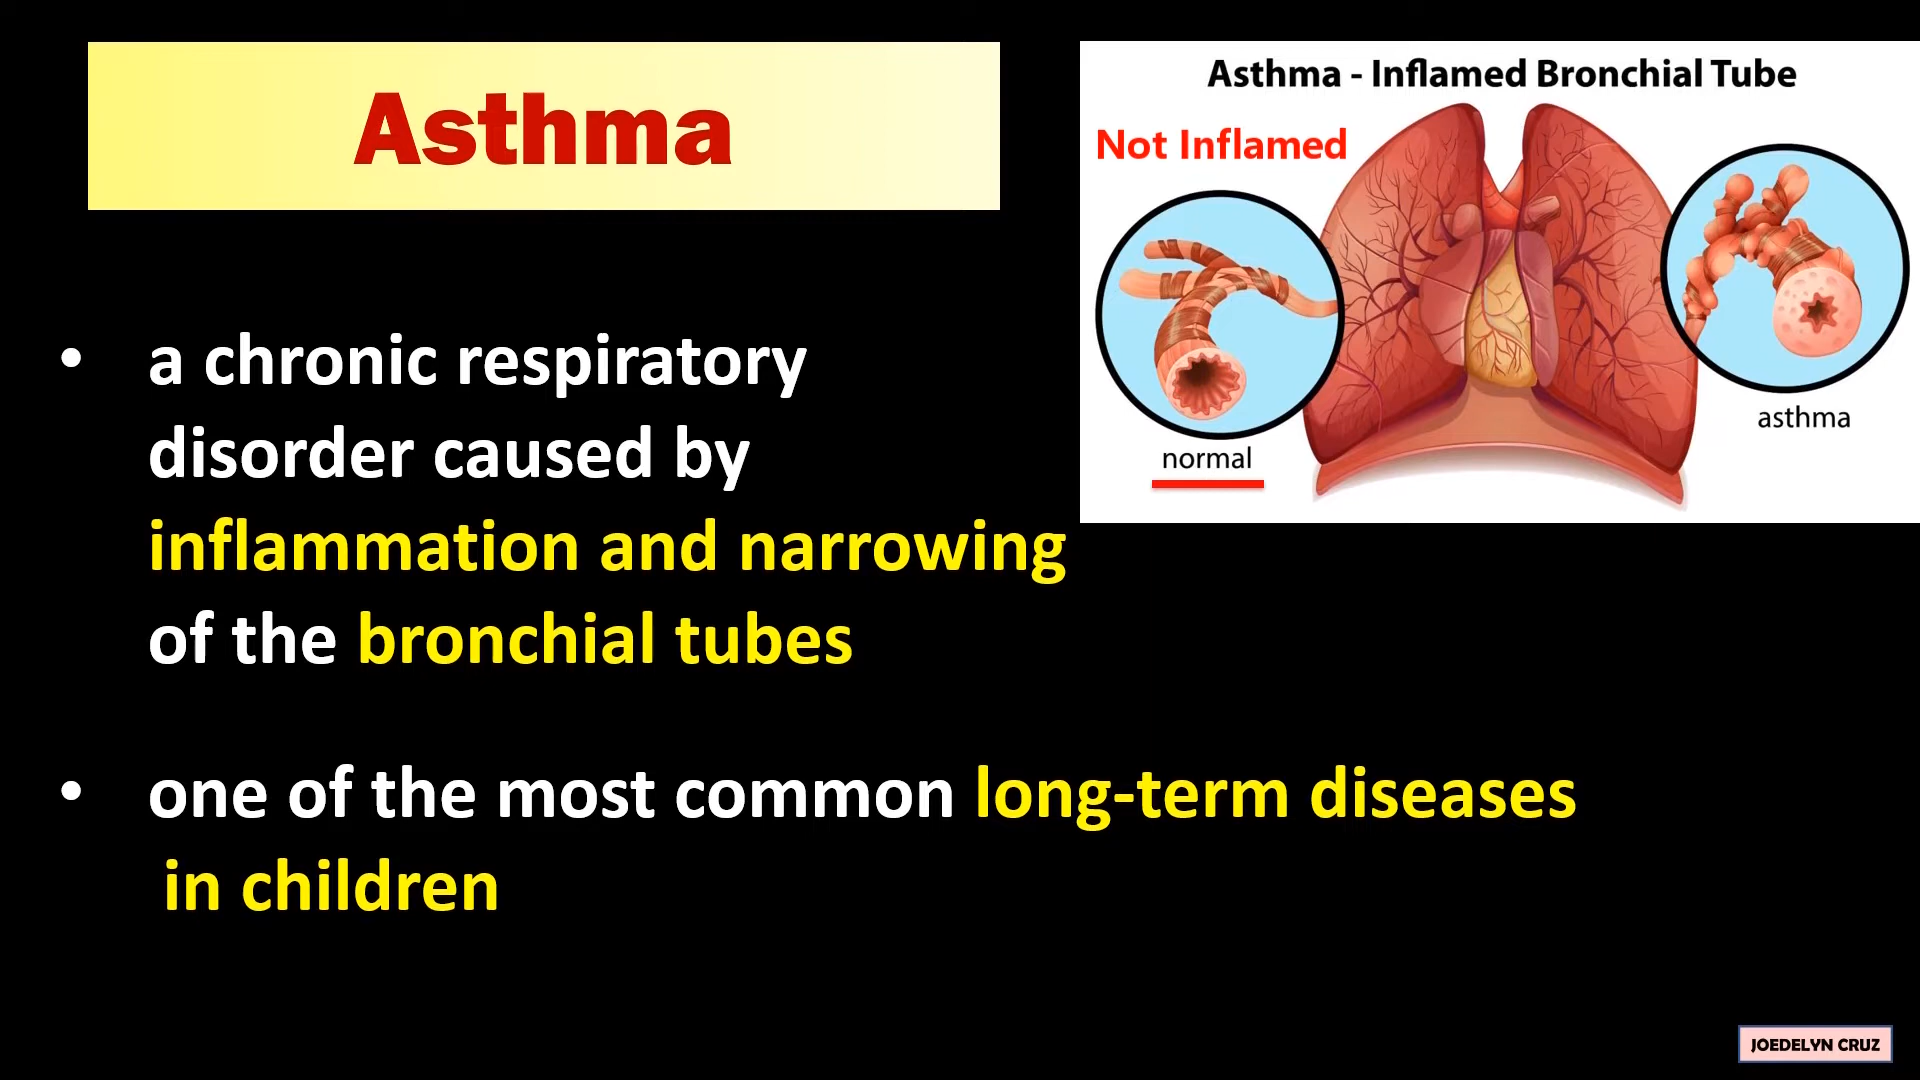 Asthma
Asthma - Inflamed Bronchial Tube
Not Inflamed
normal
asthma
• a chronic respiratory
disorder caused by
inflammation and narrowing
of the bronchial tubes
• one of the most common long-term diseases
in children
JOEDELYN CRUZ